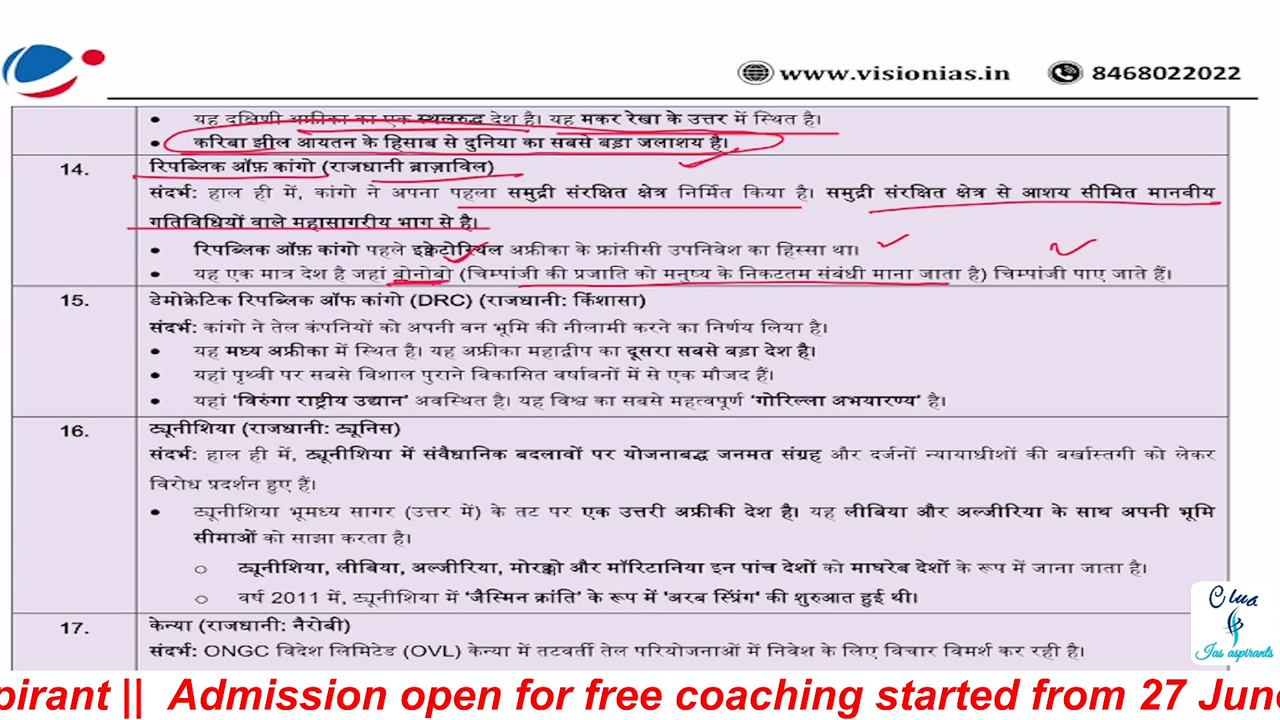 www.visionias.in 8468022022
• यह दक्षिणी अफ्रीका का एक स्थलरुद्ध देश है। यह मकर रेखा के उत्तर में स्थित है।
• करिबा झील आयतन के हिसाब से दुनिया का सबसे बड़ा जलाशय है।
14. रिपब्लिक ऑफ़ कांगो (राजधानी ब्राज़ाविल)
संदर्भ: हाल ही में, कांगो ने अपना पहला समुद्री संरक्षित क्षेत्र निर्मित किया है। समुद्री संरक्षित क्षेत्र से आशय सीमित मानवीय
गतिविधियों वाले महासागरीय भाग से है।
• रिपब्लिक ऑफ़ कांगो पहले इक्वेटोरियल अफ्रीका के फ्रांसीसी उपनिवेश का हिस्सा था।
• यह एक मात्र देश है जहां बोनोबो (चिम्पांजी की प्रजाति को मनुष्य के निकटतम संबंधी माना जाता है) चिम्पांजी पाए जाते हैं।
15. डेमोक्रेटिक रिपब्लिक ऑफ कांगो (DRC) (राजधानी: किंशासा)
संदर्भ: कांगो ने तेल कंपनियों को अपनी वन भूमि की नीलामी करने का निर्णय लिया है।
• यह मध्य अफ्रीका में स्थित है। यह अफ्रीका महाद्वीप का दूसरा सबसे बड़ा देश है।
• यहां पृथ्वी पर सबसे विशाल पुराने विकासित वर्षावनों में से एक मौजद हैं।
• यहां 'विरुंगा राष्ट्रीय उद्यान' अवस्थित है। यह विश्व का सबसे महत्वपूर्ण 'गोरिल्ला अभयारण्य' है।
16. ट्यूनीशिया (राजधानी: ट्यूनिस)
संदर्भ: हाल ही में, ट्यूनीशिया में संवैधानिक बदलावों पर योजनाबद्ध जनमत संग्रह और दर्जनों न्यायाधीशों की बर्खास्तगी को लेकर
विरोध प्रदर्शन हुए हैं।
• ट्यूनीशिया भूमध्य सागर (उत्तर में) के तट पर एक उत्तरी अफ्रीकी देश है। यह लीबिया और अल्जीरिया के साथ अपनी भूमि
सीमाओं को साझा करता है।
○ ट्यूनीशिया, लीबिया, अल्जीरिया, मोरक्को और मॉरिटानिया इन पांच देशों को माघरेब देशों के रूप में जाना जाता है।
○ वर्ष 2011 में, ट्यूनीशिया में 'जैस्मिन क्रांति' के रूप में 'अरब स्प्रिंग' की शुरुआत हुई थी।
17. केन्या (राजधानी: नैरोबी)
संदर्भ: ONGC विदेश लिमिटेड (OVL) केन्या में तटवर्ती तेल परियोजनाओं में निवेश के लिए विचार विमर्श कर रही है।
Ias aspirants
pirant || Admission open for free coaching started from 27 June